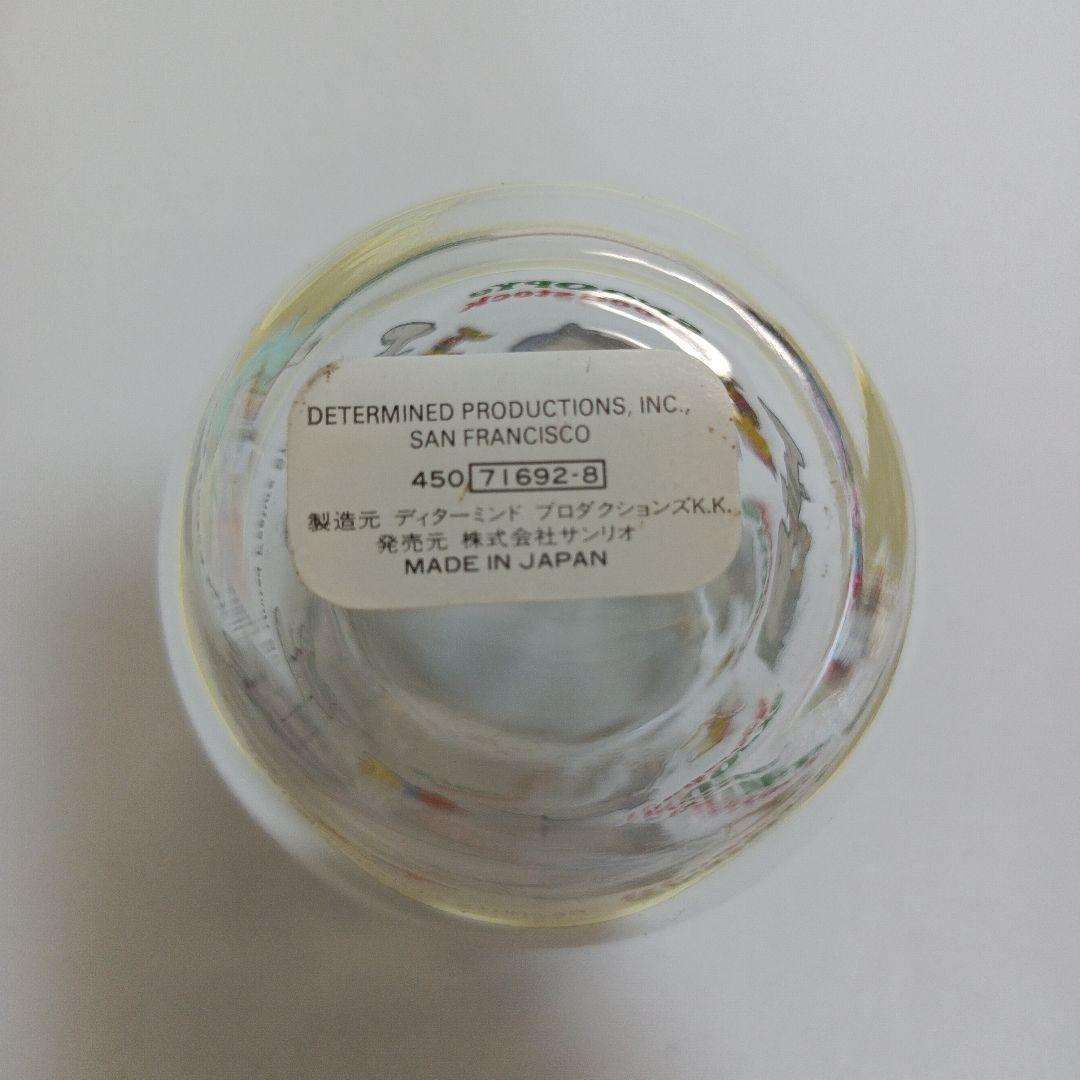 DETERMINED PRODUCTIONS, INC.,
SAN FRANCISCO
450 71692-8
製造元 ディターミンド プロダクションズK.K.
発売元 株式会社サンリオ
MADE IN JAPAN